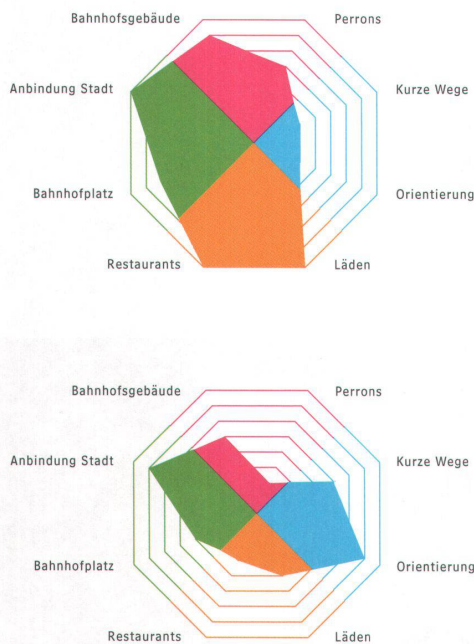 Bahnhofsgebäude Perrons
Anbindung Stadt Kurze Wege
Bahnhofplatz Orientierung
Restaurants Läden
Bahnhofsgebäude Perrons
Anbindung Stadt Kurze Wege
Bahnhofplatz Orientierung
Restaurants Läden